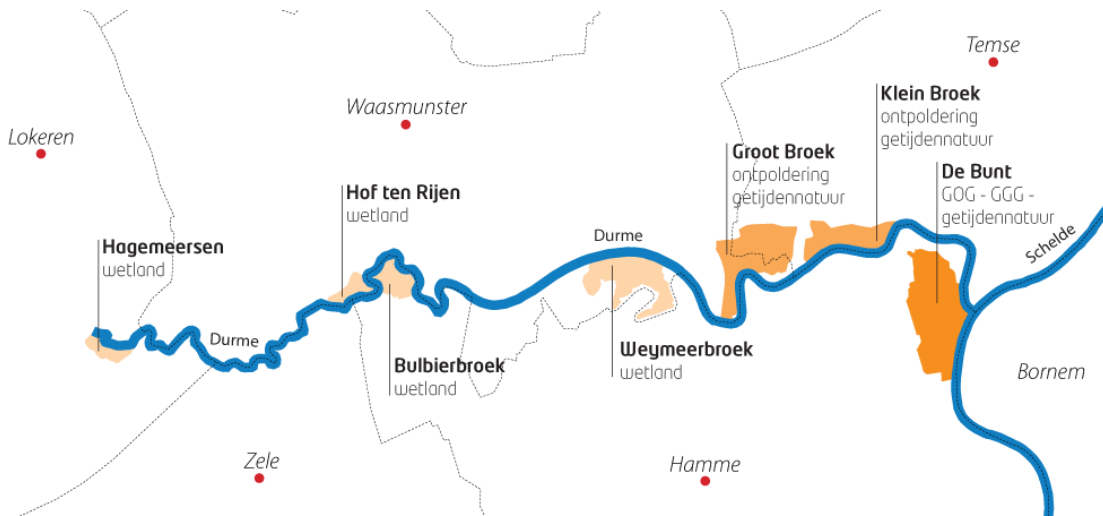 Temse
Klein Broek
ontpoldering
getijdennatuur
Waasmunster
Lokeren
Groot Broek
ontpoldering
getijdennatuur
De Bunt
GOG - GGG -
getijdennatuur
Hof ten Rijen
wetland
Hagemeersen
wetland
Durme
Schelde
Durme
Bulbierbroek
wetland
Weymeerbroek
wetland
Bornem
Zele
Hamme